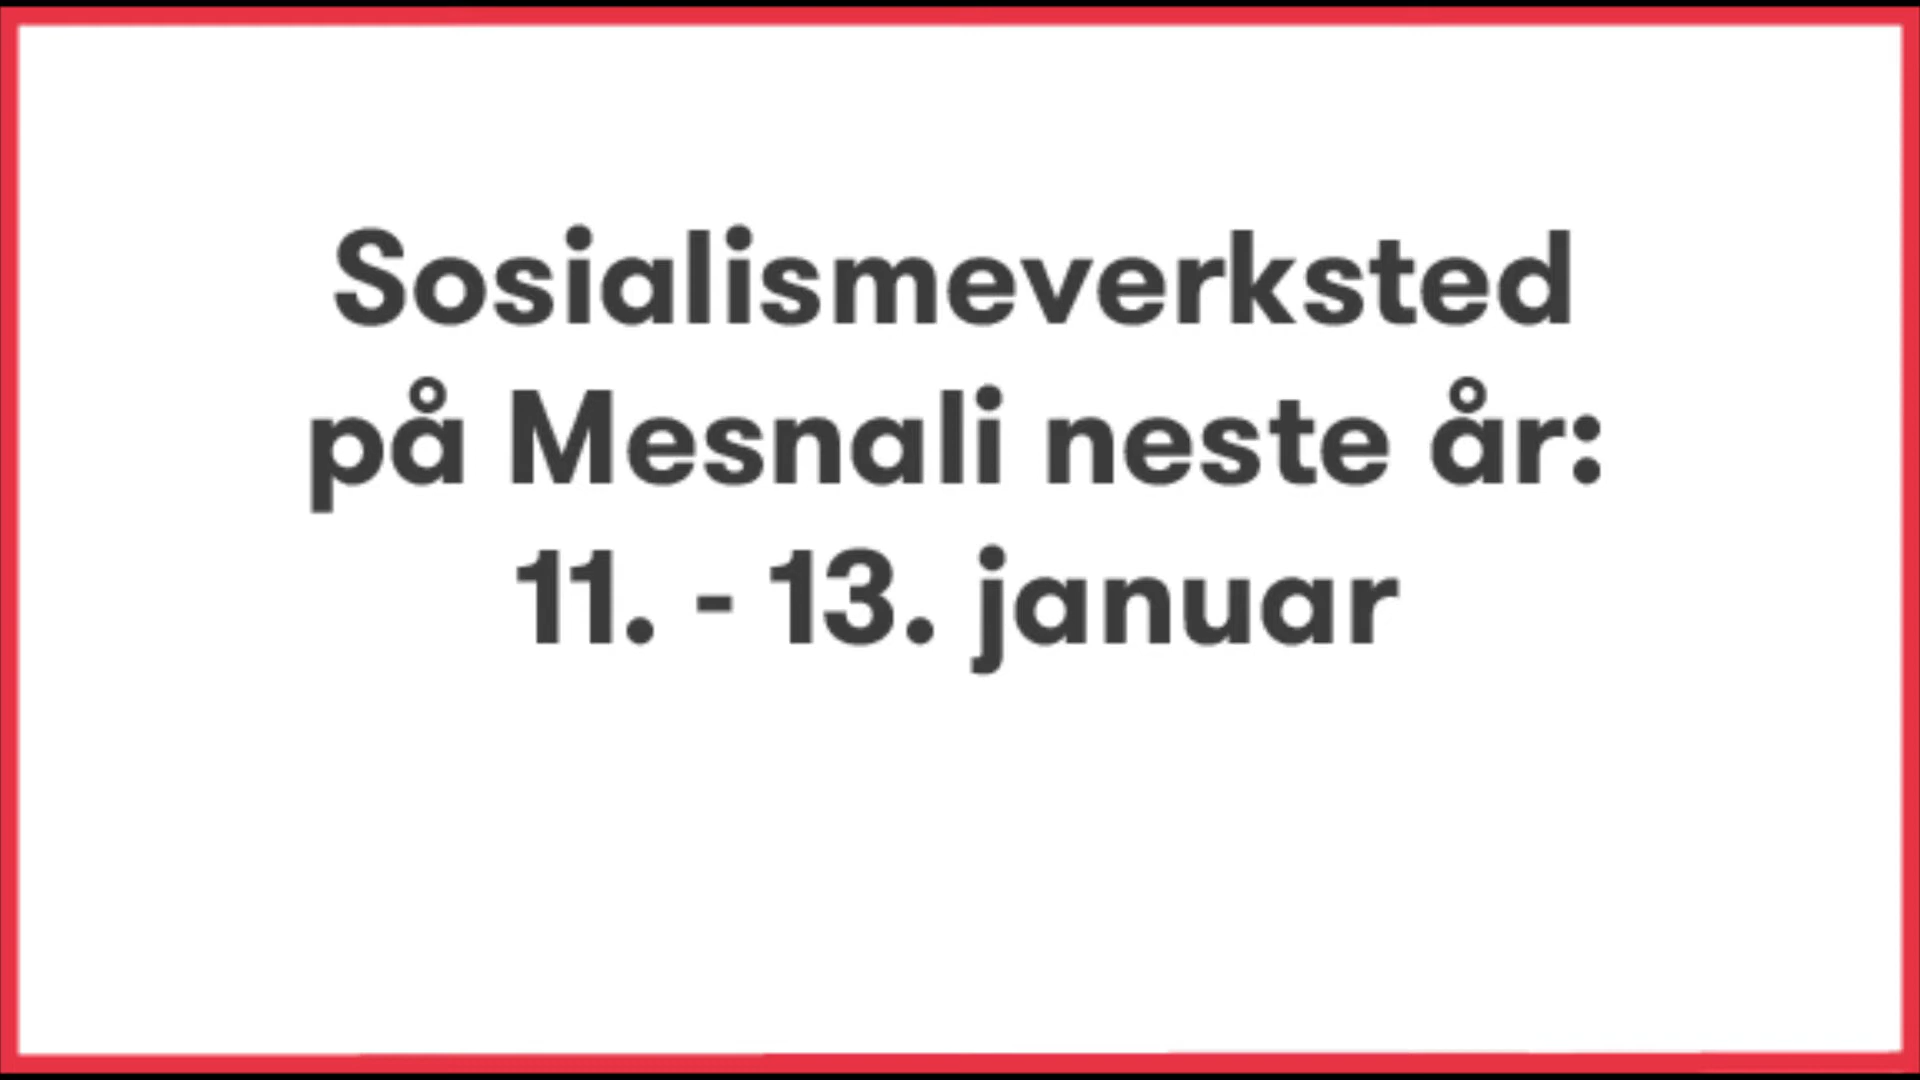 Sosialismeverksted
på Mesnali neste år:
11. - 13. januar